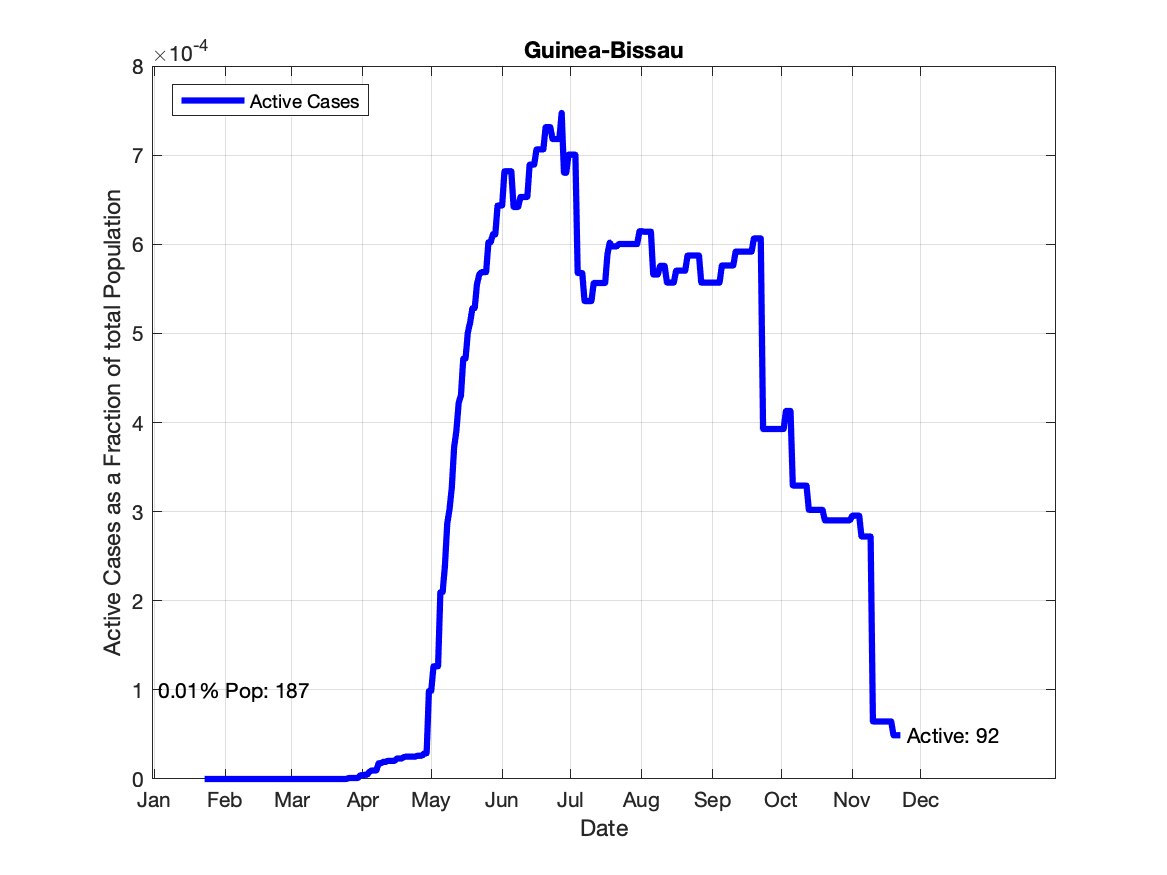 Guinea-Bissau
×10-4
Active Cases
8
7
6
5
4
3
2
1
0
Active Cases as a Fraction of total Population
0.01% Pop: 187
Active: 92
Jan Feb Mar Apr May Jun Jul Aug Sep Oct Nov Dec
Date